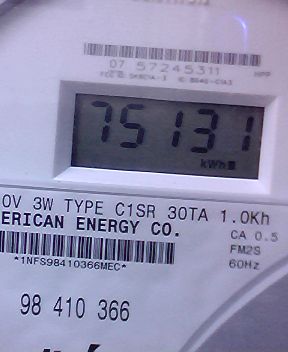 07 57245311
HPP
75131
kWh
0V 3W TYPE C1SR 30TA 1.0Kh
ERICAN ENERGY CO.
CA 0.5
FM2S
*1NFS98410366MEC*
60Hz
98 410 366